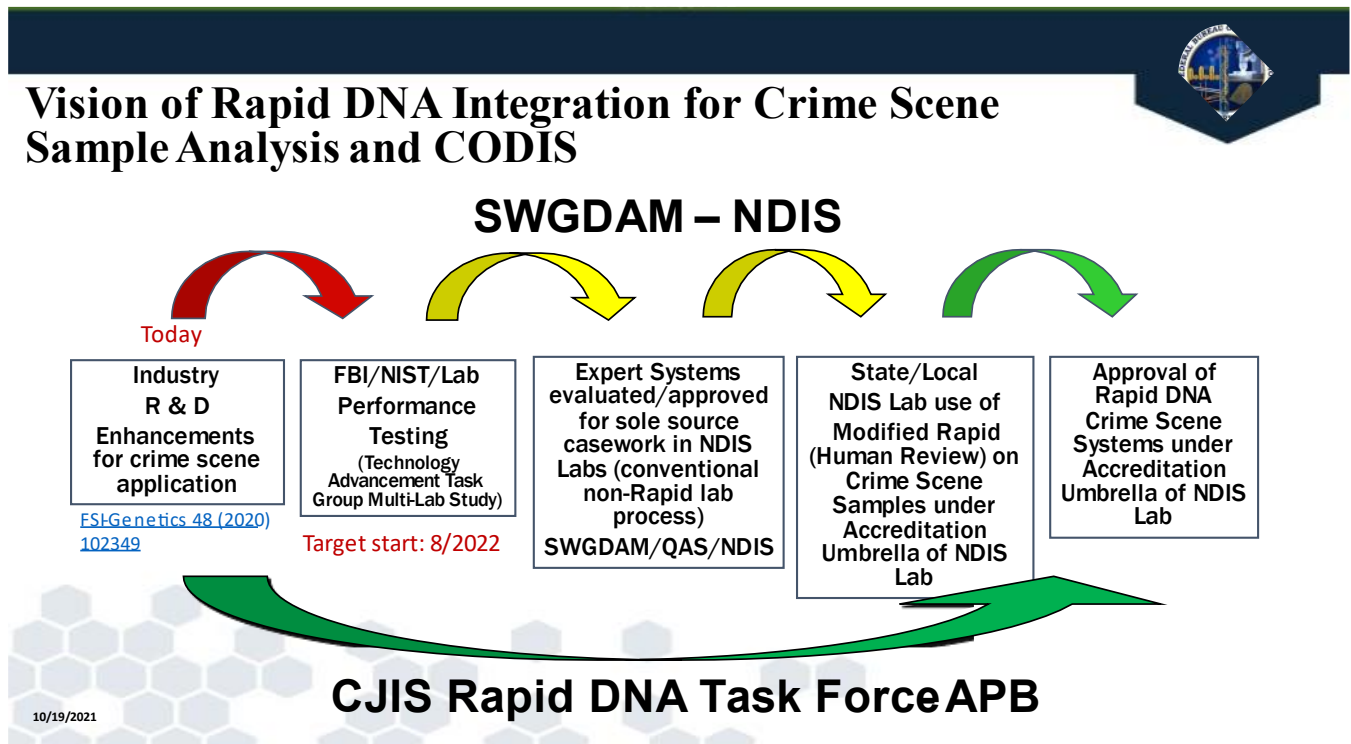 Vision of Rapid DNA Integration for Crime Scene
Sample Analysis and CODIS
SWGDAM – NDIS
Today
Industry
R & D
Enhancements
for crime scene
application
FSI-Genetics 48 (2020)
102349
FBI/NIST/Lab
Performance
Testing
(Technology
Advancement Task
Group Multi-Lab Study)
Target start: 8/2022
Expert Systems
evaluated/approved
for sole source
casework in NDIS
Labs (conventional
non-Rapid lab
process)
SWGDAM/QAS/NDIS
State/Local
NDIS Lab use of
Modified Rapid
(Human Review) on
Crime Scene
Samples under
Accreditation
Umbrella of NDIS
Lab
Approval of
Rapid DNA
Crime Scene
Systems under
Accreditation
Umbrella of NDIS
Lab
CJIS Rapid DNA Task Force APB
10/19/2021